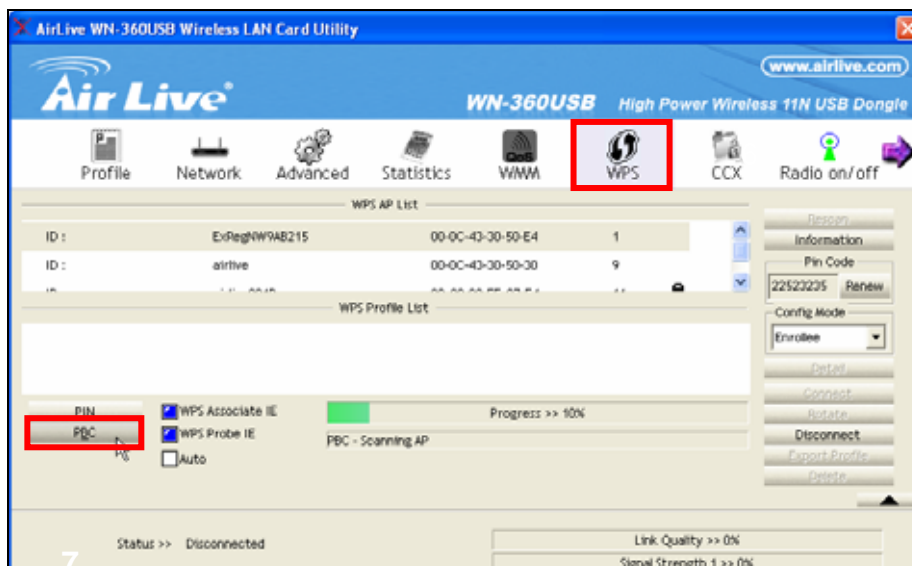 AirLive WN-360USB Wireless LAN Card Utility
www.airlive.com
Air Live
WN-360USB High Power Wireless 11N USB Dongle
Profile Network Advanced Statistics WMM WPS CCX Radio on/off
QoS
WPS AP List
Rescan
ID : ExRegNW9AB215 00-0C-43-30-50-E4 1
Information
ID : airlive 00-0C-43-30-50-30 9
Pin Code
22523235 Renew
WPS Profile List
Config Mode
Enrollee
Detail
Connect
PIN
WPS Associate IE
Progress >> 10%
Rotate
PBC
WPS Probe IE
PBC - Scanning AP
Disconnect
Auto
Export Profile
Delete
Status >> Disconnected
Link Quality >> 0%
Signal Strength 1 >> 0%
7